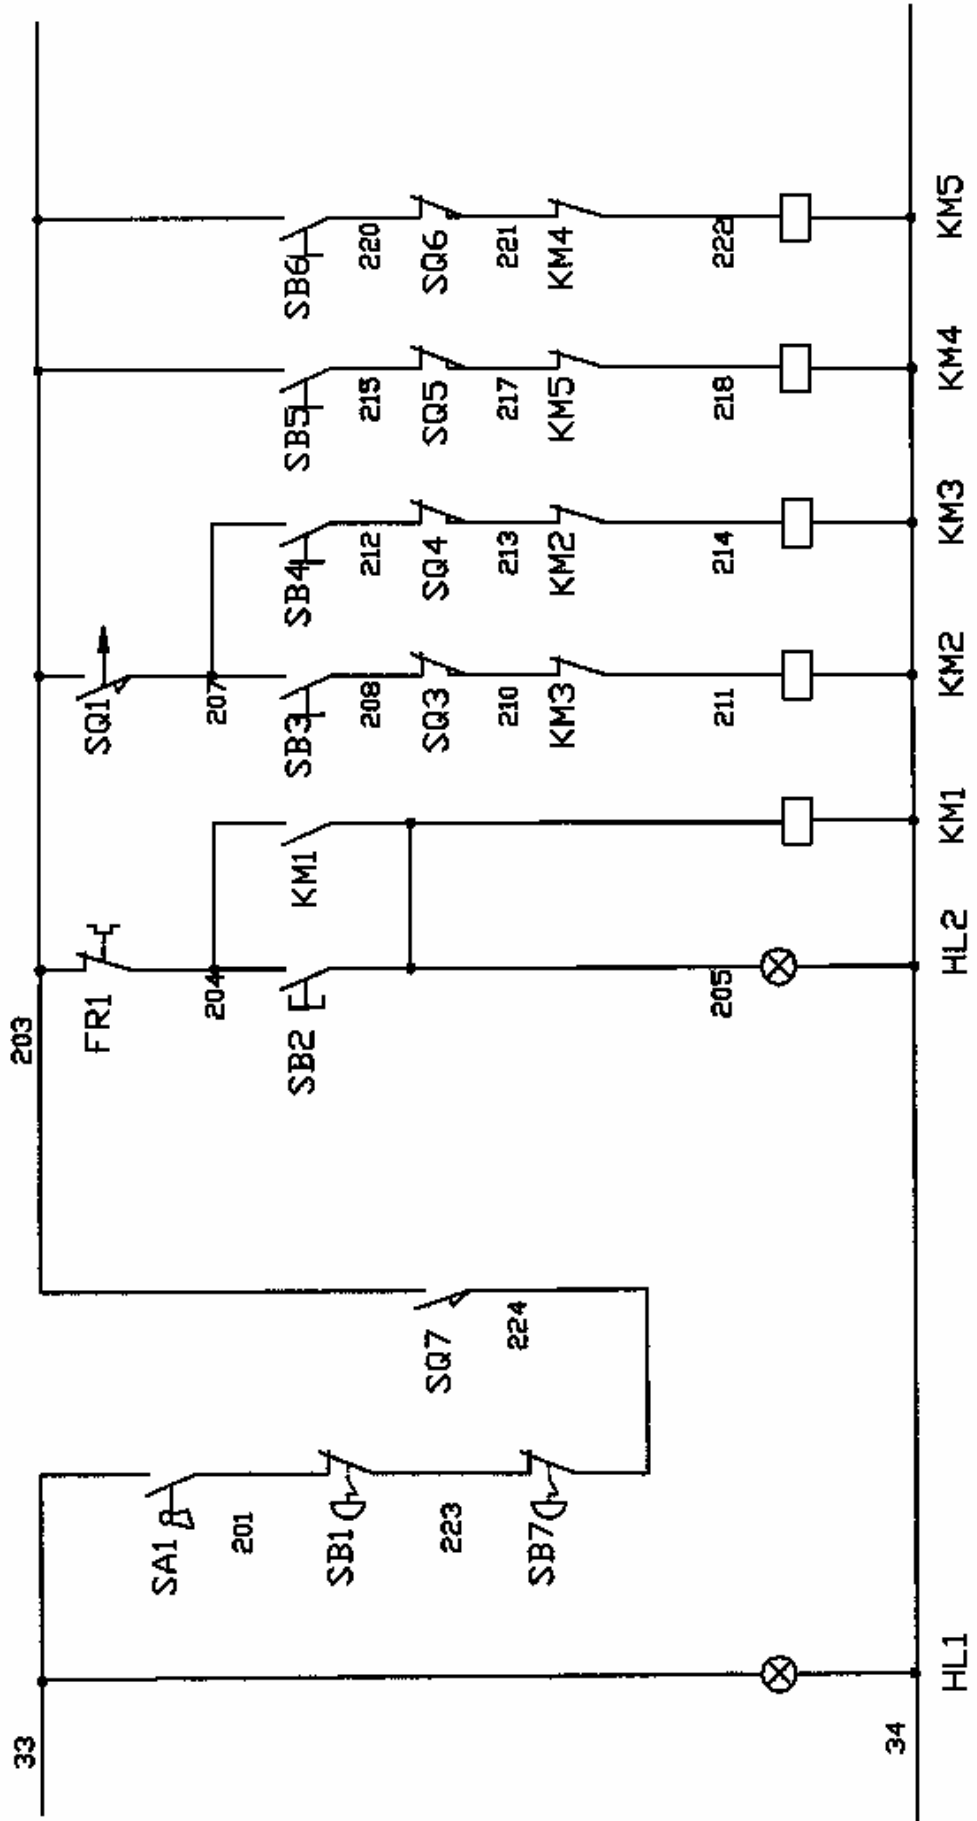 33
203
FR1
SQ1
204
207
SA1
201
SB1
223
SB7
SQ7
224
SB2
KM1
SB3
SB4
SB5
SB6
208
212
215
220
SQ3
SQ4
SQ5
SQ6
210
213
217
221
KM3
KM2
KM5
KM4
205
211
214
218
222
34
HL1
HL2
KM1
KM2
KM3
KM4
KM5